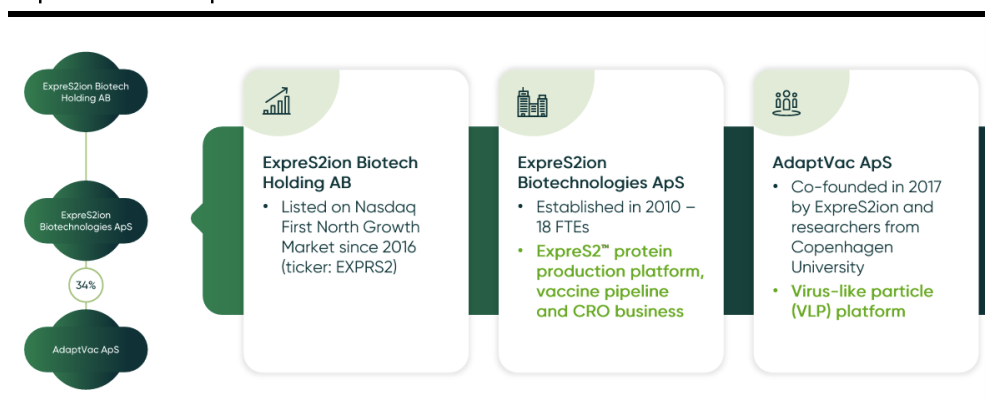 ExpreS2ion Biotech
Holding AB
ExpreS2ion
Biotechnologies ApS
34%
AdaptVac ApS
ExpreS2ion Biotech
Holding AB
• Listed on Nasdaq
First North Growth
Market since 2016
(ticker: EXPRS2)
ExpreS2ion
Biotechnologies ApS
• Established in 2010 –
18 FTEs
• ExpreS2™ protein
production platform,
vaccine pipeline
and CRO business
AdaptVac ApS
• Co-founded in 2017
by ExpreS2ion and
researchers from
Copenhagen
University
• Virus-like particle
(VLP) platform